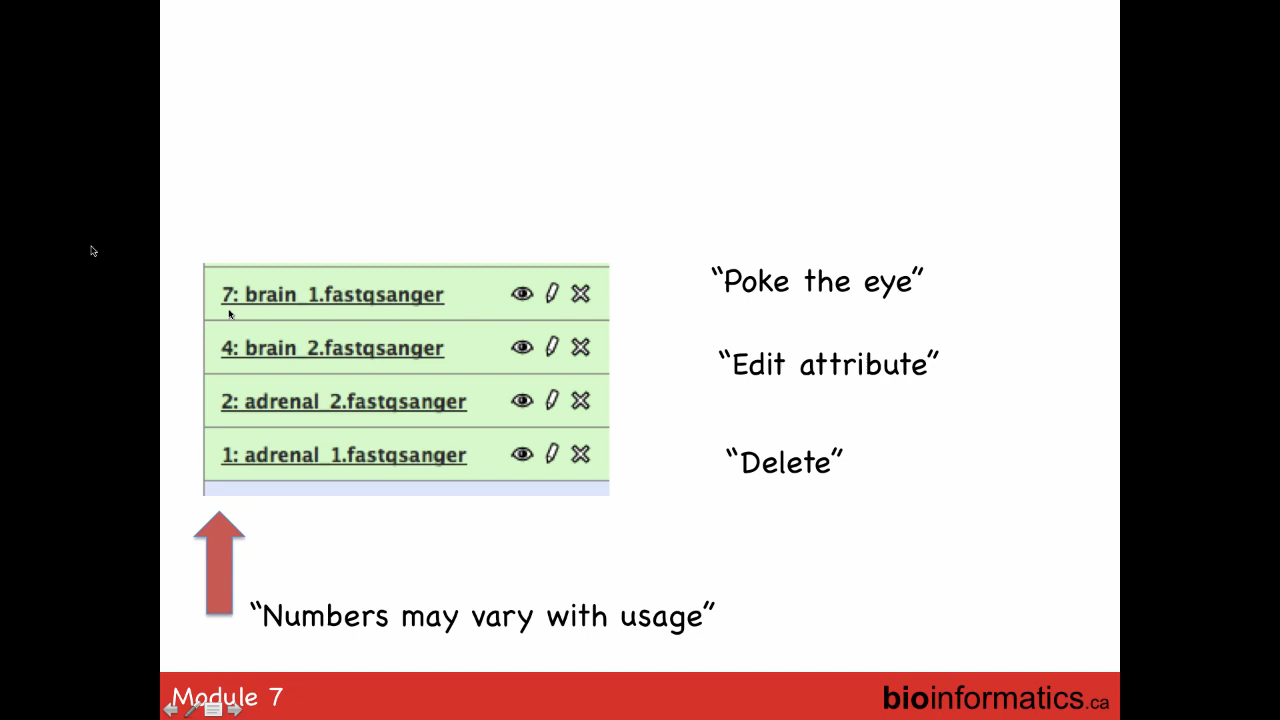 7: brain_1.fastqsanger
“Poke the eye”
4: brain_2.fastqsanger
“Edit attribute”
2: adrenal_2.fastqsanger
1: adrenal_1.fastqsanger
“Delete”
“Numbers may vary with usage”
Module 7
bioinformatics.ca